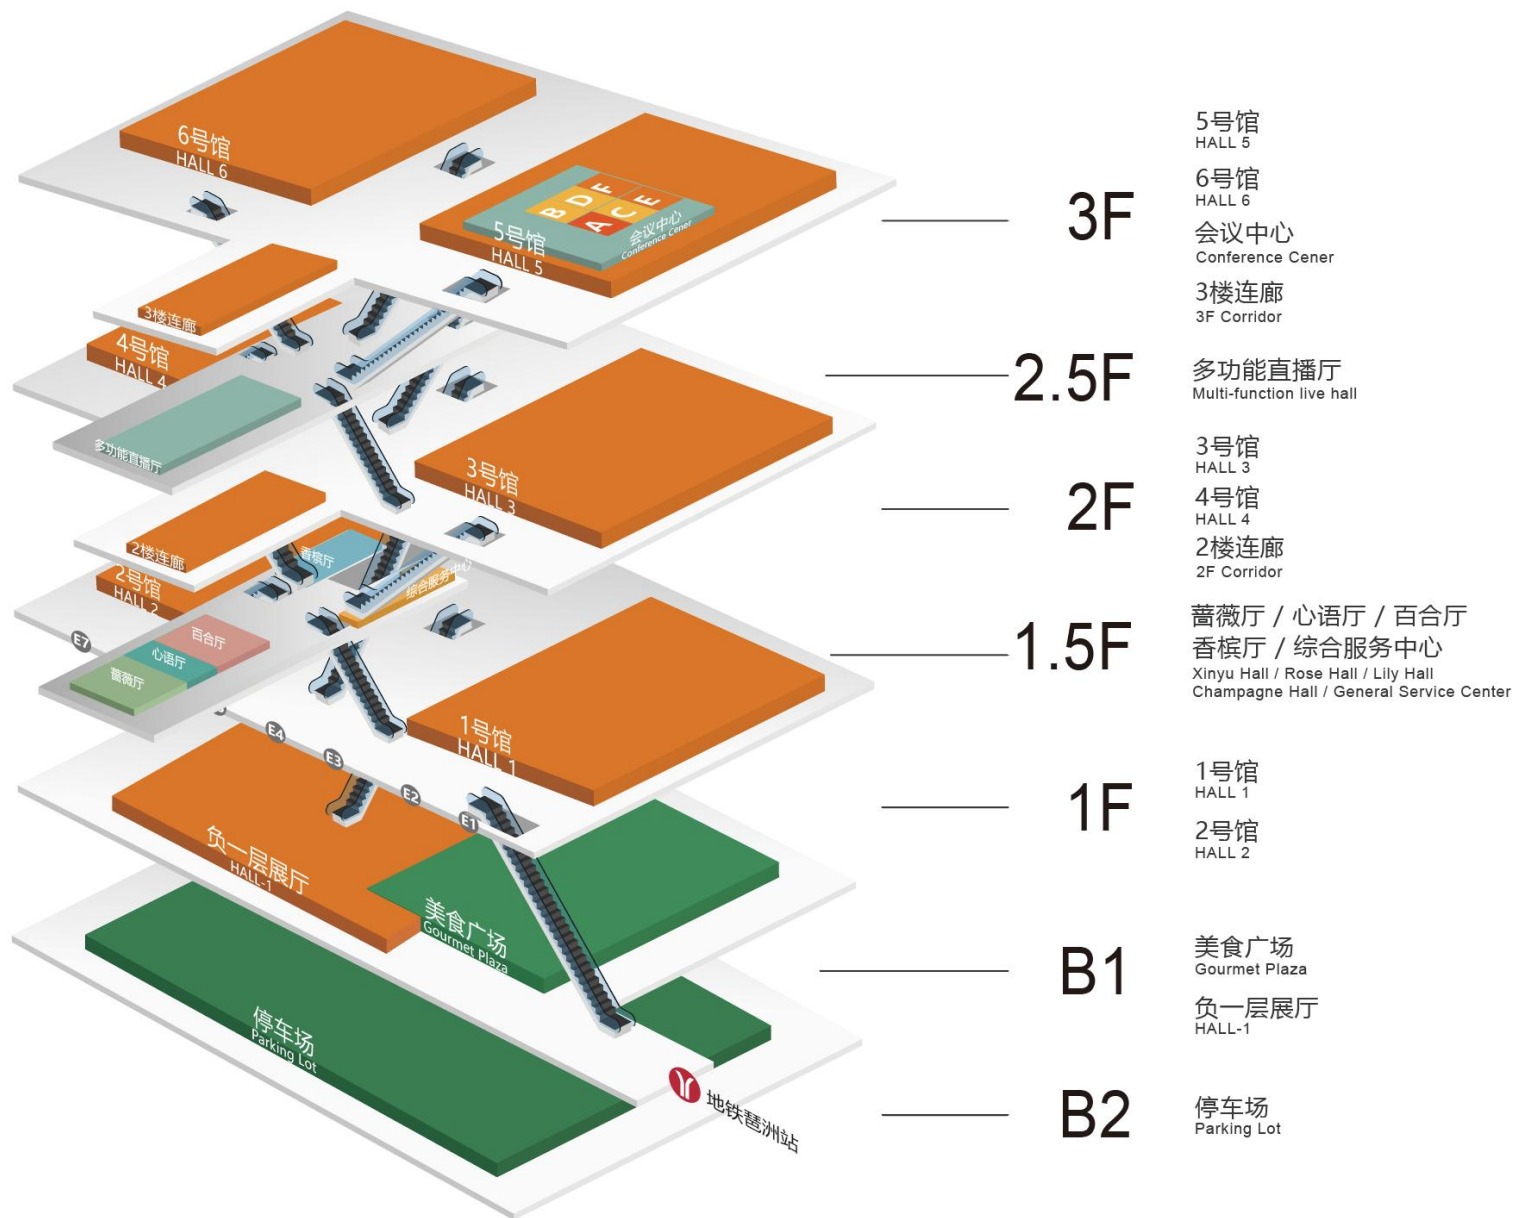 6号馆
HALL 6
B
D
F
A
C
E
会议中心
Conference Cener
5号馆
HALL 5
3楼连廊
4号馆
HALL 4
多功能直播厅
3号馆
HALL 3
2楼连廊
香槟厅
综合服务中心
2号馆
HALL 2
E7
百合厅
心语厅
蔷薇厅
1号馆
HALL 1
E4
E3
E2
E1
负一层展厅
HALL-1
美食广场
Gourmet Plaza
停车场
Parking Lot
地铁琶洲站
3F
5号馆
HALL 5
6号馆
HALL 6
会议中心
Conference Cener
3楼连廊
3F Corridor
2.5F
多功能直播厅
Multi-function live hall
2F
3号馆
HALL 3
4号馆
HALL 4
2楼连廊
2F Corridor
1.5F
蔷薇厅 / 心语厅 / 百合厅
香槟厅 / 综合服务中心
Xinyu Hall / Rose Hall / Lily Hall
Champagne Hall / General Service Center
1F
1号馆
HALL 1
2号馆
HALL 2
B1
美食广场
Gourmet Plaza
负一层展厅
HALL-1
B2
停车场
Parking Lot